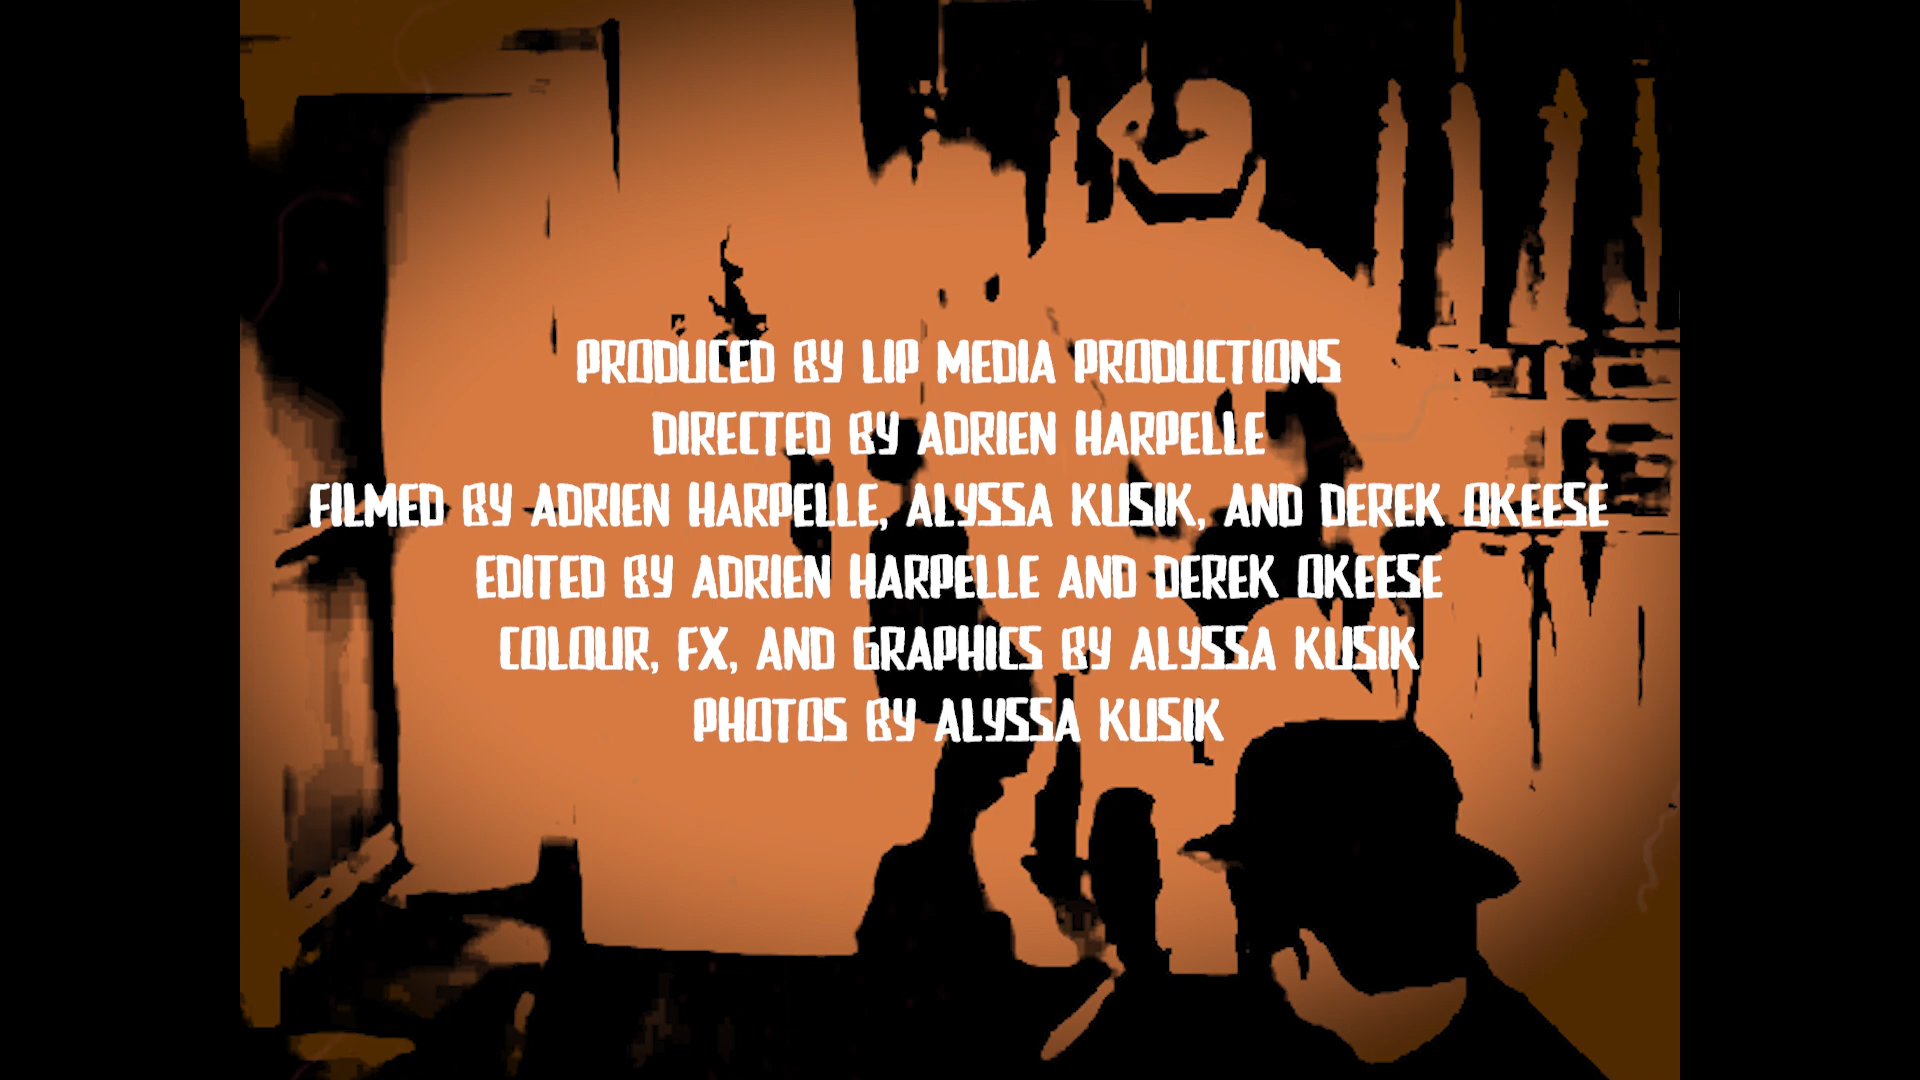 PRODUCED BY LIP MEDIA PRODUCTIONS
DIRECTED BY ADRIEN HARPELLE
FILMED BY ADRIEN HARPELLE, ALYSSA KUSIK, AND DEREK OKEESE
EDITED BY ADRIEN HARPELLE AND DEREK OKEESE
COLOUR, FX, AND GRAPHICS BY ALYSSA KUSIK
PHOTOS BY ALYSSA KUSIK